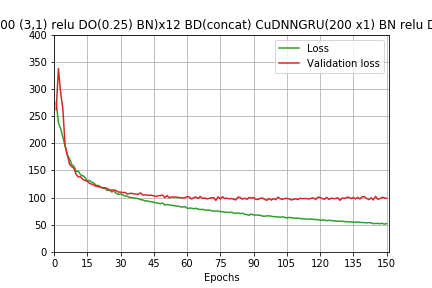 00 (3,1) relu DO(0.25) BN)x12 BD(concat) CuDNNGRU(200 x1) BN relu D
400
350
300
250
200
150
100
50
0
Loss
Validation loss
0 15 30 45 60 75 90 105 120 135 150
Epochs